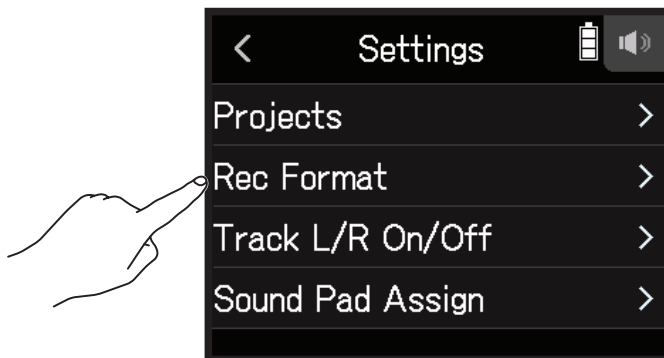 Settings
Projects
Rec Format
Track L/R On/Off
Sound Pad Assign